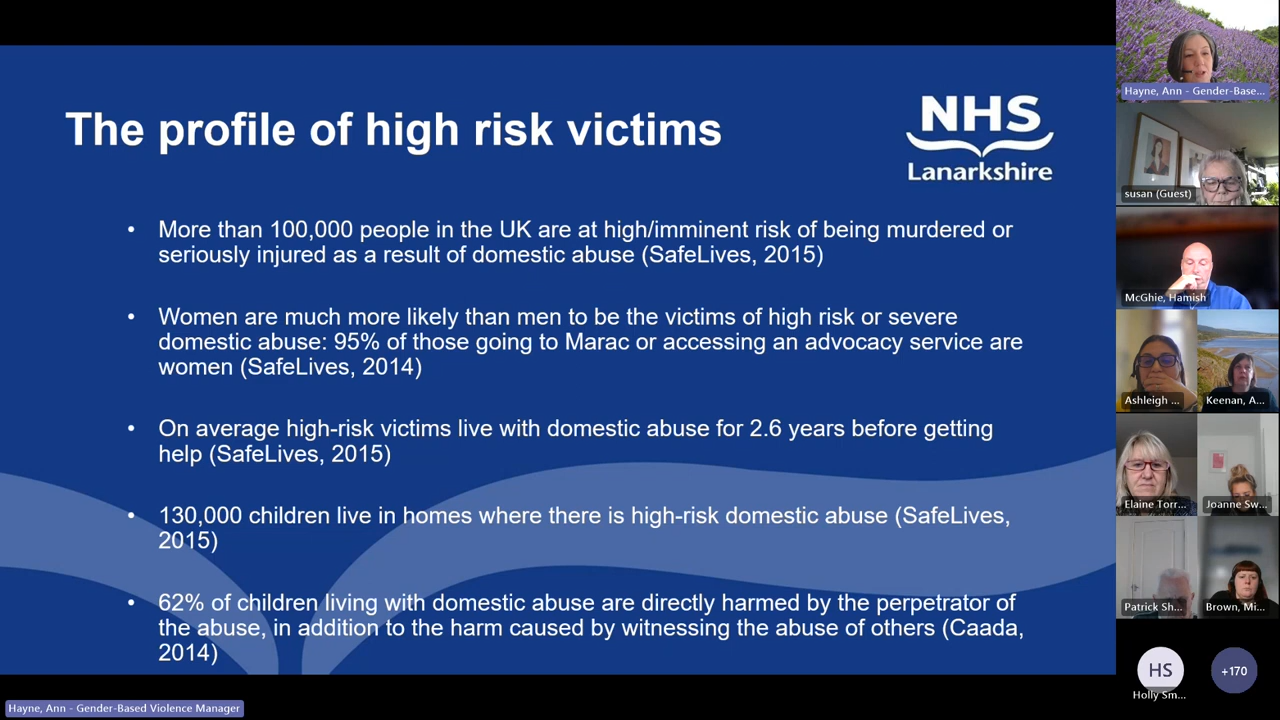 The profile of high risk victims
NHS
Lanarkshire
• More than 100,000 people in the UK are at high/imminent risk of being murdered or
seriously injured as a result of domestic abuse (SafeLives, 2015)
• Women are much more likely than men to be the victims of high risk or severe
domestic abuse: 95% of those going to Marac or accessing an advocacy service are
women (SafeLives, 2014)
• On average high-risk victims live with domestic abuse for 2.6 years before getting
help (SafeLives, 2015)
• 130,000 children live in homes where there is high-risk domestic abuse (SafeLives,
2015)
• 62% of children living with domestic abuse are directly harmed by the perpetrator of
the abuse, in addition to the harm caused by witnessing the abuse of others (Caada,
2014)
Hayne, Ann - Gender-Based Violence Manager
Hayne, Ann - Gender-Base...
susan (Guest)
McGhie, Hamish
Ashleigh ...
Keenan, A...
Elaine Torr...
Joanne Sw...
Patrick Sh...
Brown, Mi...
HS
+170
Holly Sm...